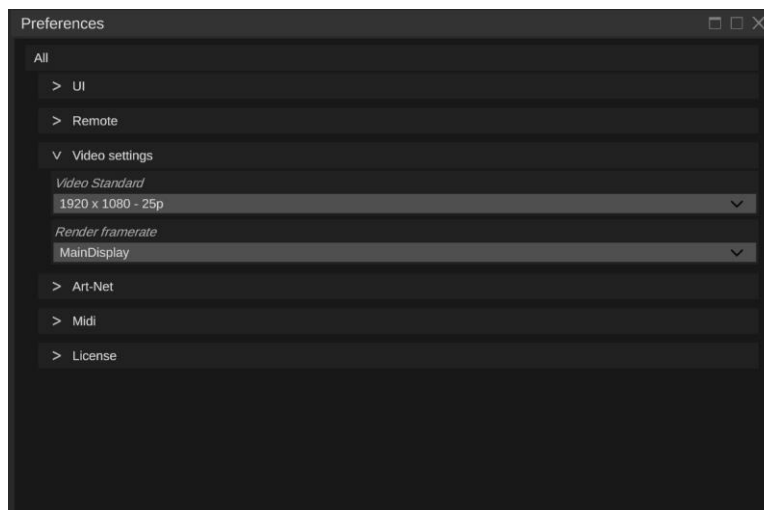 Preferences
All
> UI
> Remote
v Video settings
Video Standard
1920 x 1080 - 25p
Render framerate
MainDisplay
> Art-Net
> Midi
> License